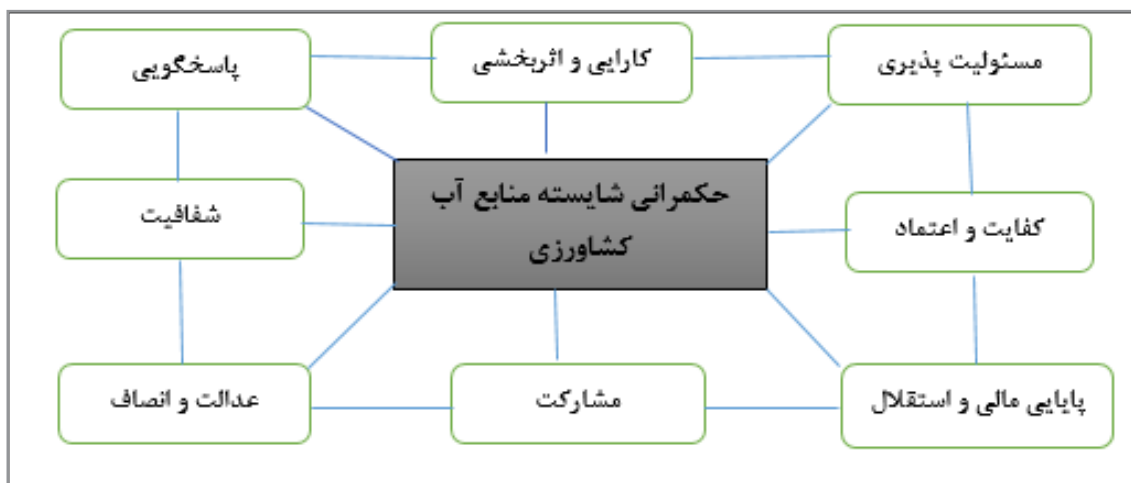 مسئولیت پذیری
کارایی و اثربخشی
پاسخگویی
حکمرانی شایسته منابع آب
کشاورزی
کفایت و اعتماد
شفافیت
پایایی مالی و استقلال
مشارکت
عدالت و انصاف